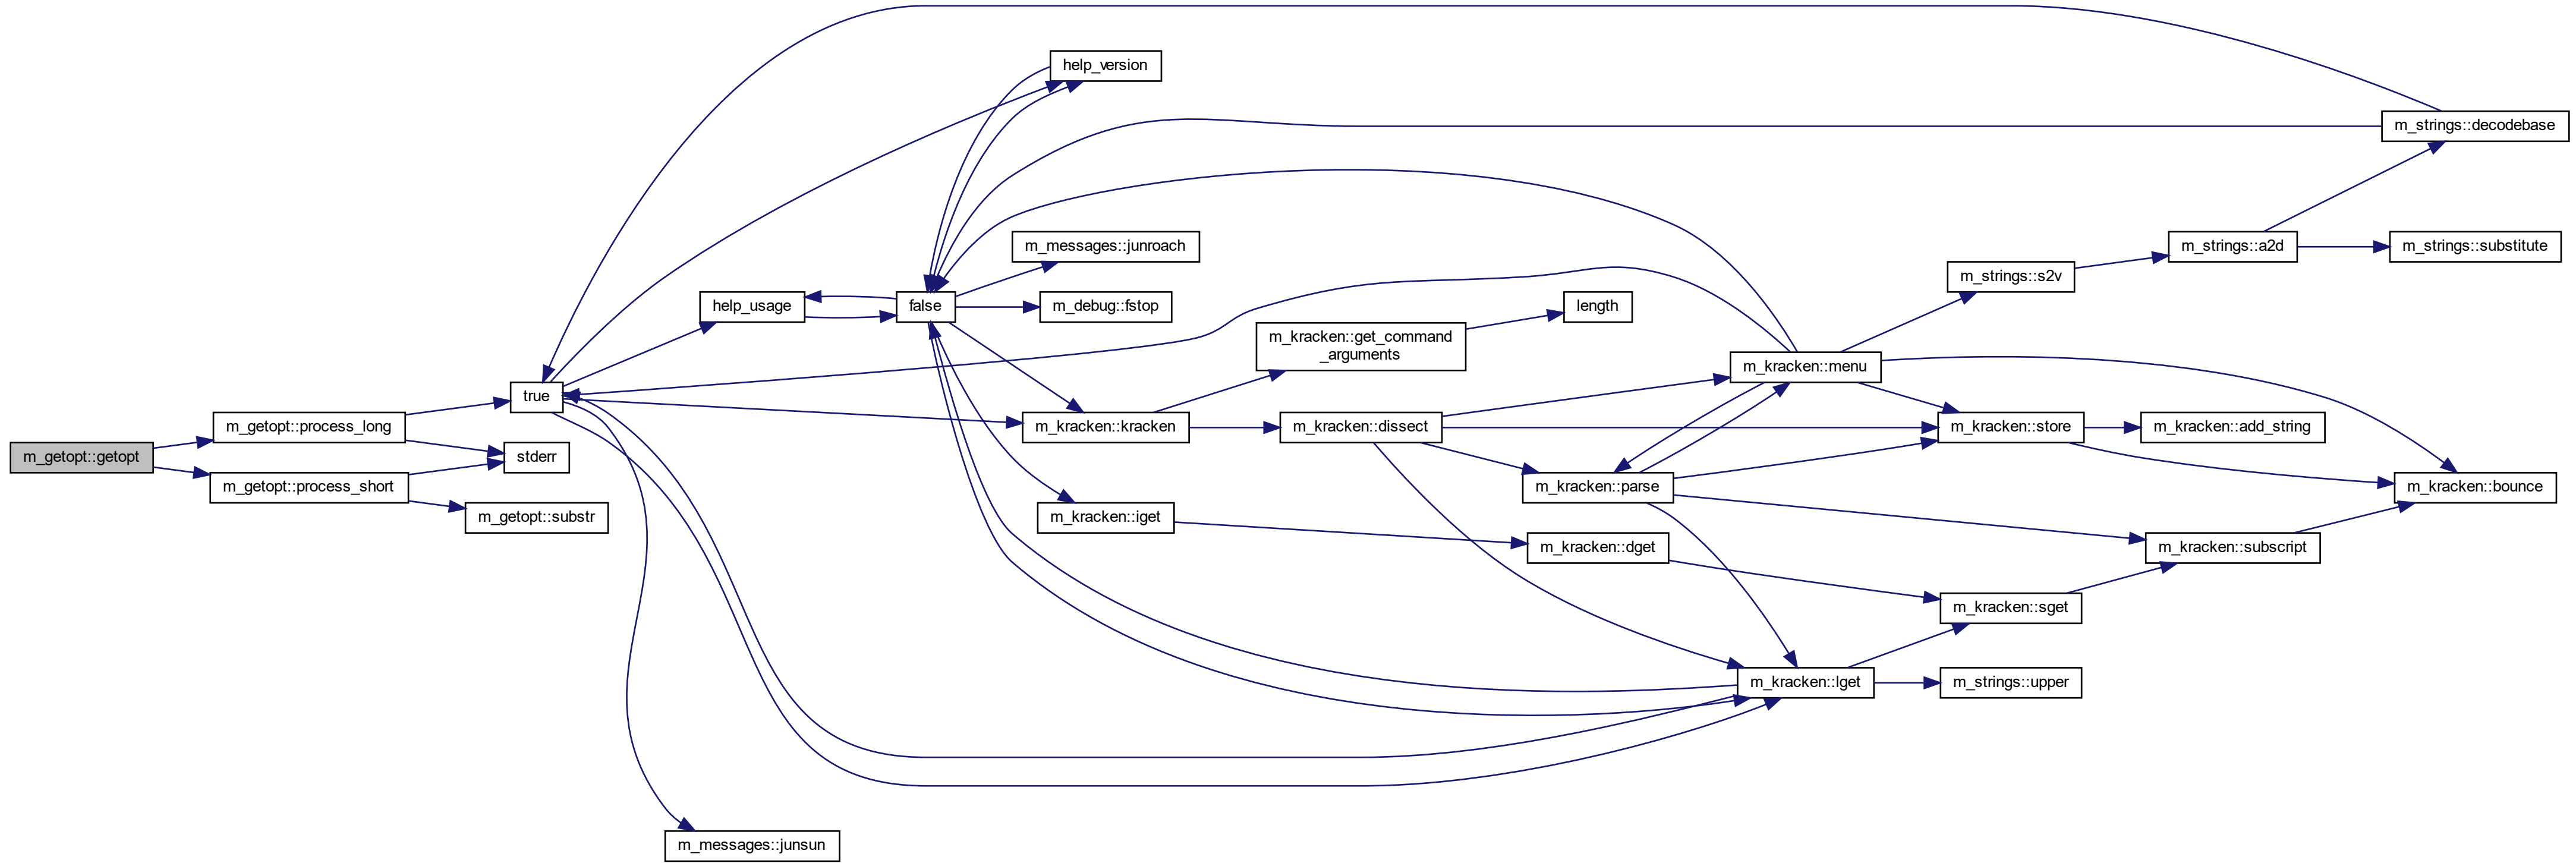 help_version
m_strings::decodebase
m_messages::junroach
m_strings::a2d
m_strings::substitute
m_strings::s2v
help_usage
false
m_debug::fstop
length
m_kracken::get_command
_arguments
m_kracken::menu
true
m_getopt::process_long
m_kracken::kracken
m_kracken::dissect
m_kracken::store
m_kracken::add_string
m_getopt::getopt
stderr
m_getopt::process_short
m_kracken::parse
m_kracken::bounce
m_getopt::substr
m_kracken::iget
m_kracken::dget
m_kracken::subscript
m_kracken::sget
m_kracken::lget
m_strings::upper
m_messages::junsun